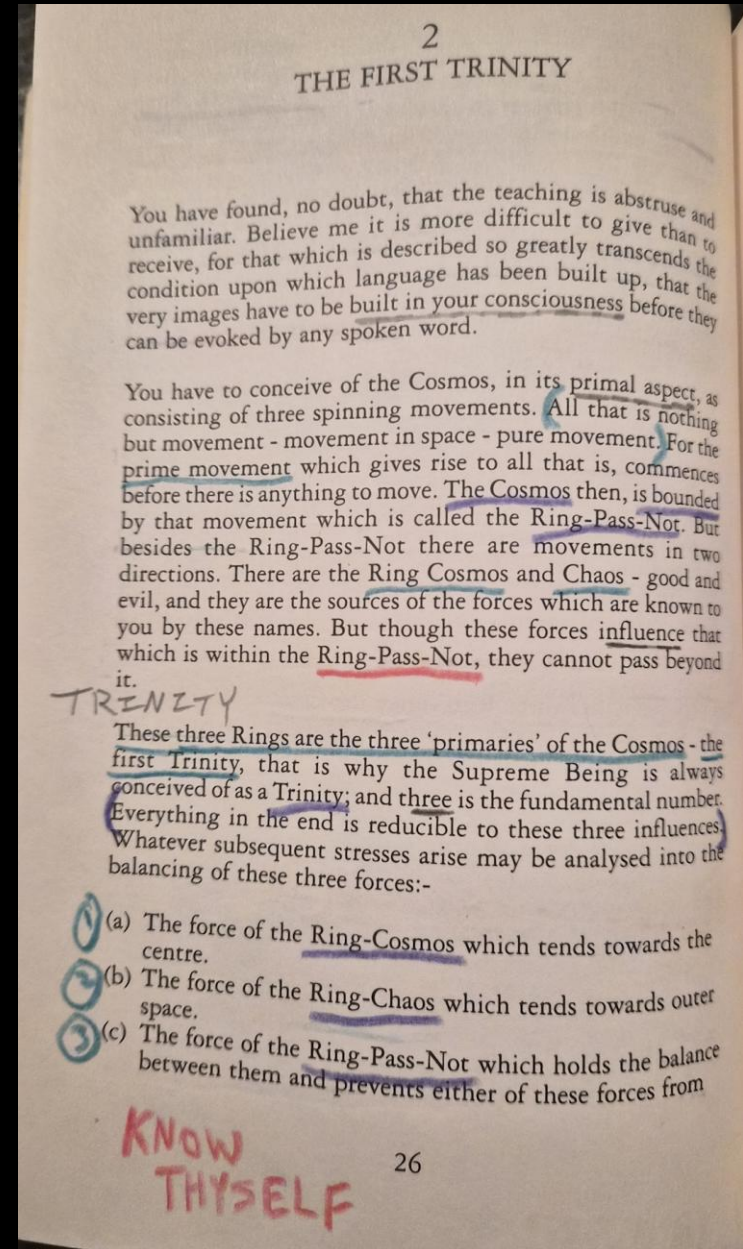 2
THE FIRST TRINITY
You have found, no doubt, that the teaching is abstruse and
unfamiliar. Believe me it is more difficult to give than to
receive, for that which is described so greatly transcends the
condition upon which language has been built up, that the
very images have to be built in your consciousness before they
can be evoked by any spoken word.
You have to conceive of the Cosmos, in its primal aspect, as
consisting of three spinning movements. All that is nothing
but movement - movement in space - pure movement. For the
prime movement which gives rise to all that is, commences
before there is anything to move. The Cosmos then, is bounded
by that movement which is called the Ring-Pass-Not. But
besides the Ring-Pass-Not there are movements in two
directions. There are the Ring Cosmos and Chaos - good and
evil, and they are the sources of the forces which are known to
you by these names. But though these forces influence that
which is within the Ring-Pass-Not, they cannot pass beyond
it.
TRINITY
These three Rings are the three 'primaries' of the Cosmos - the
first Trinity, that is why the Supreme Being is always
conceived of as a Trinity; and three is the fundamental number.
Everything in the end is reducible to these three influences.
Whatever subsequent stresses arise may be analysed into the
balancing of these three forces:-
1 (a) The force of the Ring-Cosmos which tends towards the
centre.
2 (b) The force of the Ring-Chaos which tends towards outer
space.
3 (c) The force of the Ring-Pass-Not which holds the balance
between them and prevents either of these forces from
KNOW
THYSELF
26